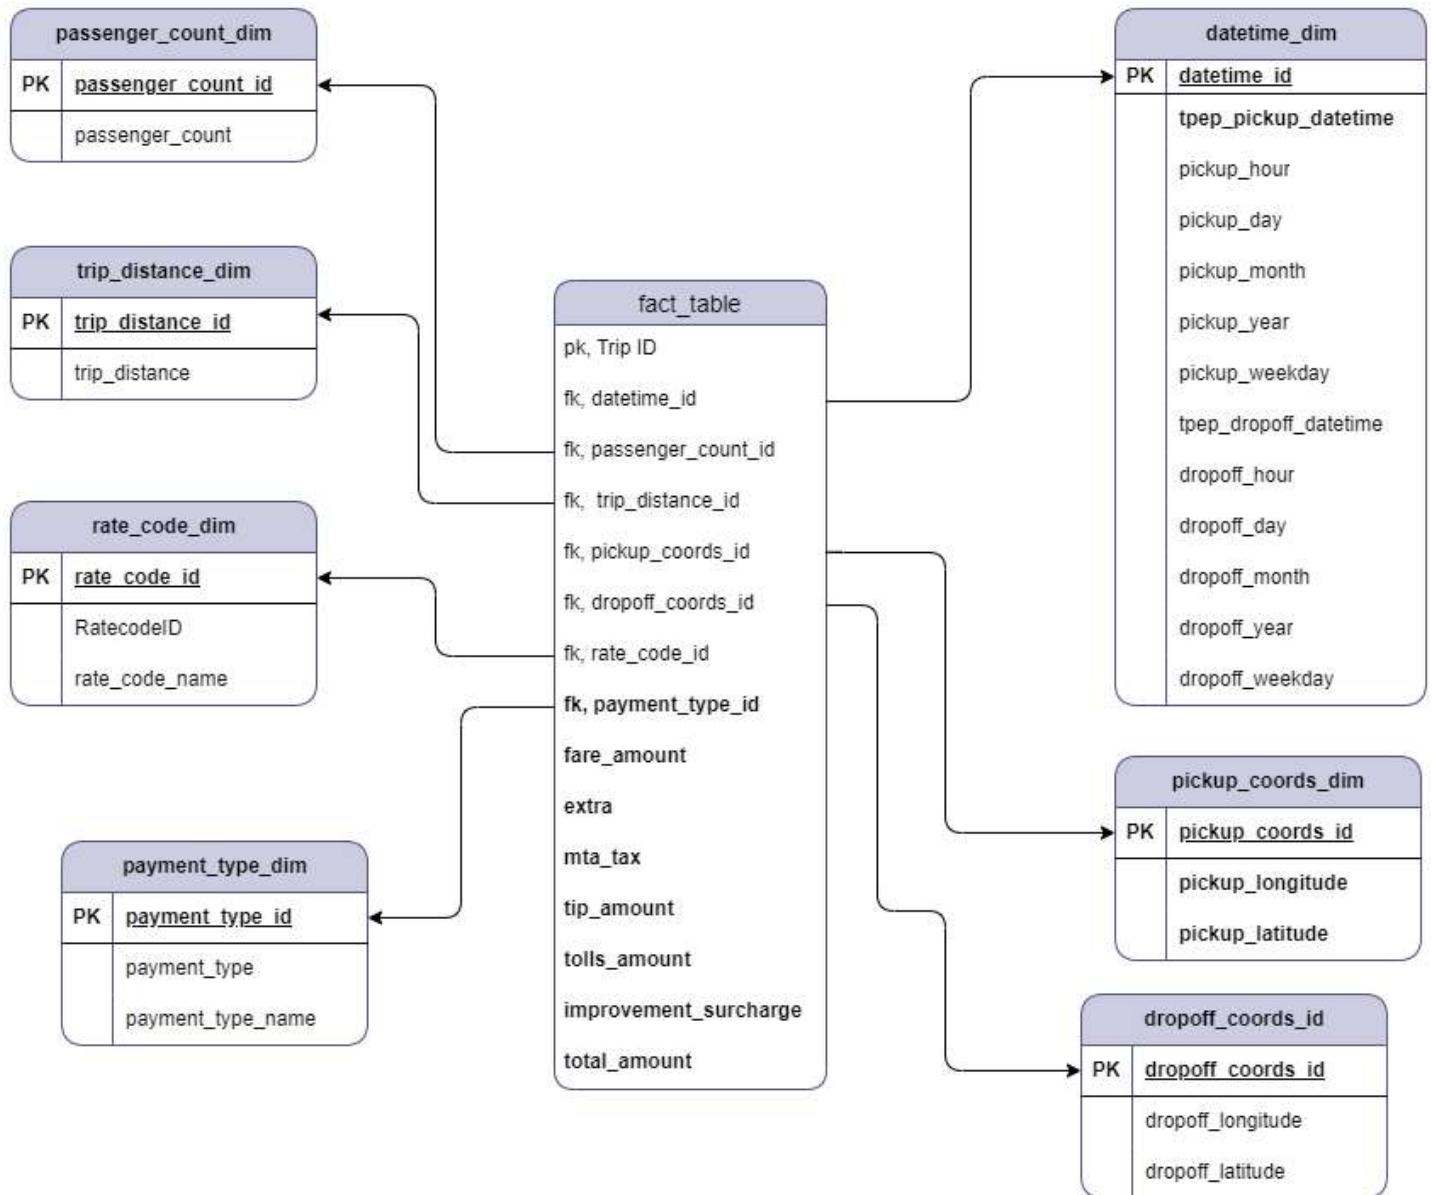 passenger_count_dim
PK passenger_count_id
passenger_count
trip_distance_dim
PK trip_distance_id
trip_distance
rate_code_dim
PK rate_code_id
RatecodeID
rate_code_name
payment_type_dim
PK payment_type_id
payment_type
payment_type_name
fact_table
pk, Trip ID
fk, datetime_id
fk, passenger_count_id
fk, trip_distance_id
fk, pickup_coords_id
fk, dropoff_coords_id
fk, rate_code_id
fk, payment_type_id
fare_amount
extra
mta_tax
tip_amount
tolls_amount
improvement_surcharge
total_amount
datetime_dim
PK datetime_id
tpep_pickup_datetime
pickup_hour
pickup_day
pickup_month
pickup_year
pickup_weekday
tpep_dropoff_datetime
dropoff_hour
dropoff_day
dropoff_month
dropoff_year
dropoff_weekday
pickup_coords_dim
PK pickup_coords_id
pickup_longitude
pickup_latitude
dropoff_coords_id
PK dropoff_coords_id
dropoff_longitude
dropoff_latitude